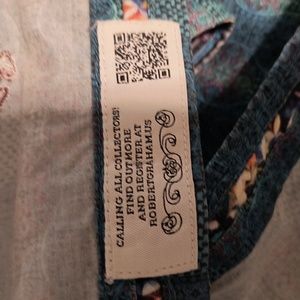 CALLING ALL COLLECTORS!
FIND OUT MORE
AND REGISTER AT
ROBERTGRAHAM.US